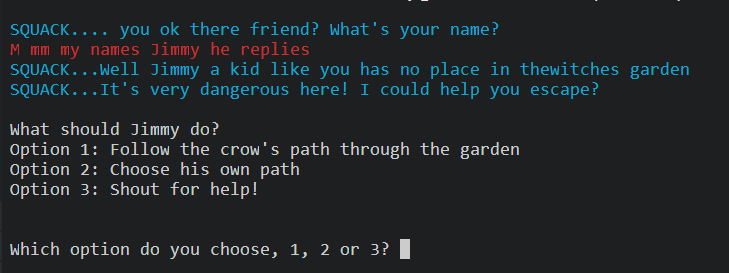 SQUACK.... you ok there friend? What's your name?
M mm my names Jimmy he replies
SQUACK...Well Jimmy a kid like you has no place in thewitches garden
SQUACK...It's very dangerous here! I could help you escape?
What should Jimmy do?
Option 1: Follow the crow's path through the garden
Option 2: Choose his own path
Option 3: Shout for help!
Which option do you choose, 1, 2 or 3?